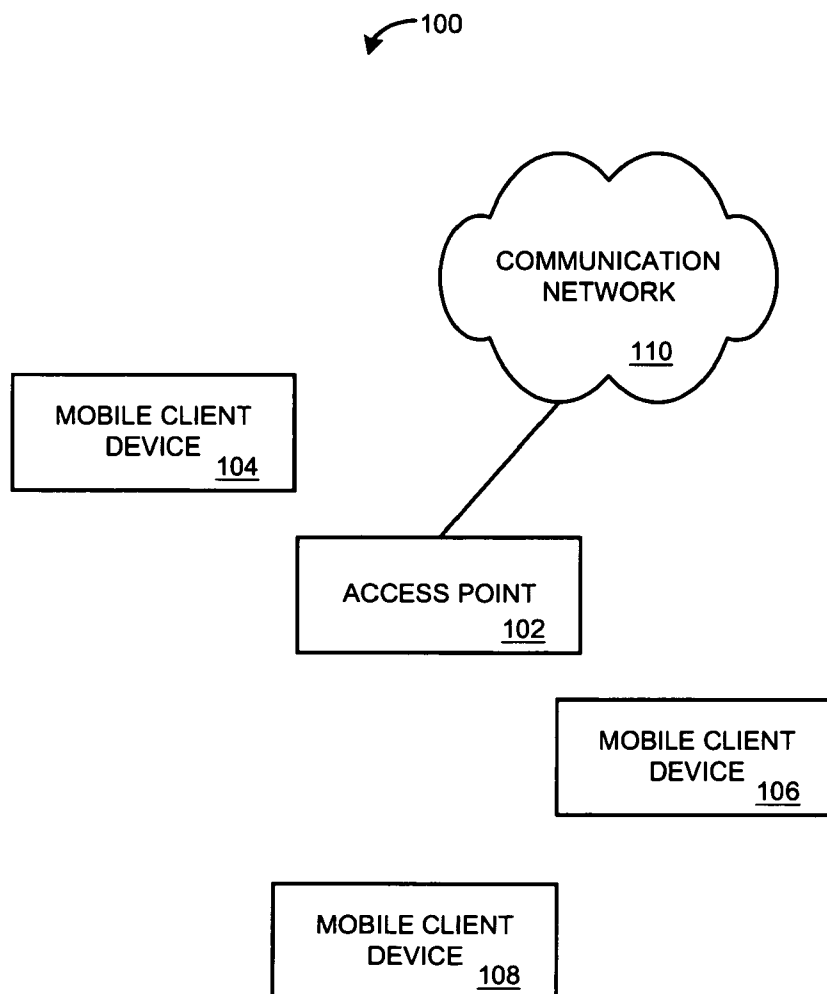 100
COMMUNICATION
NETWORK
110
MOBILE CLIENT
DEVICE
104
ACCESS POINT
102
MOBILE CLIENT
DEVICE
106
MOBILE CLIENT
DEVICE
108